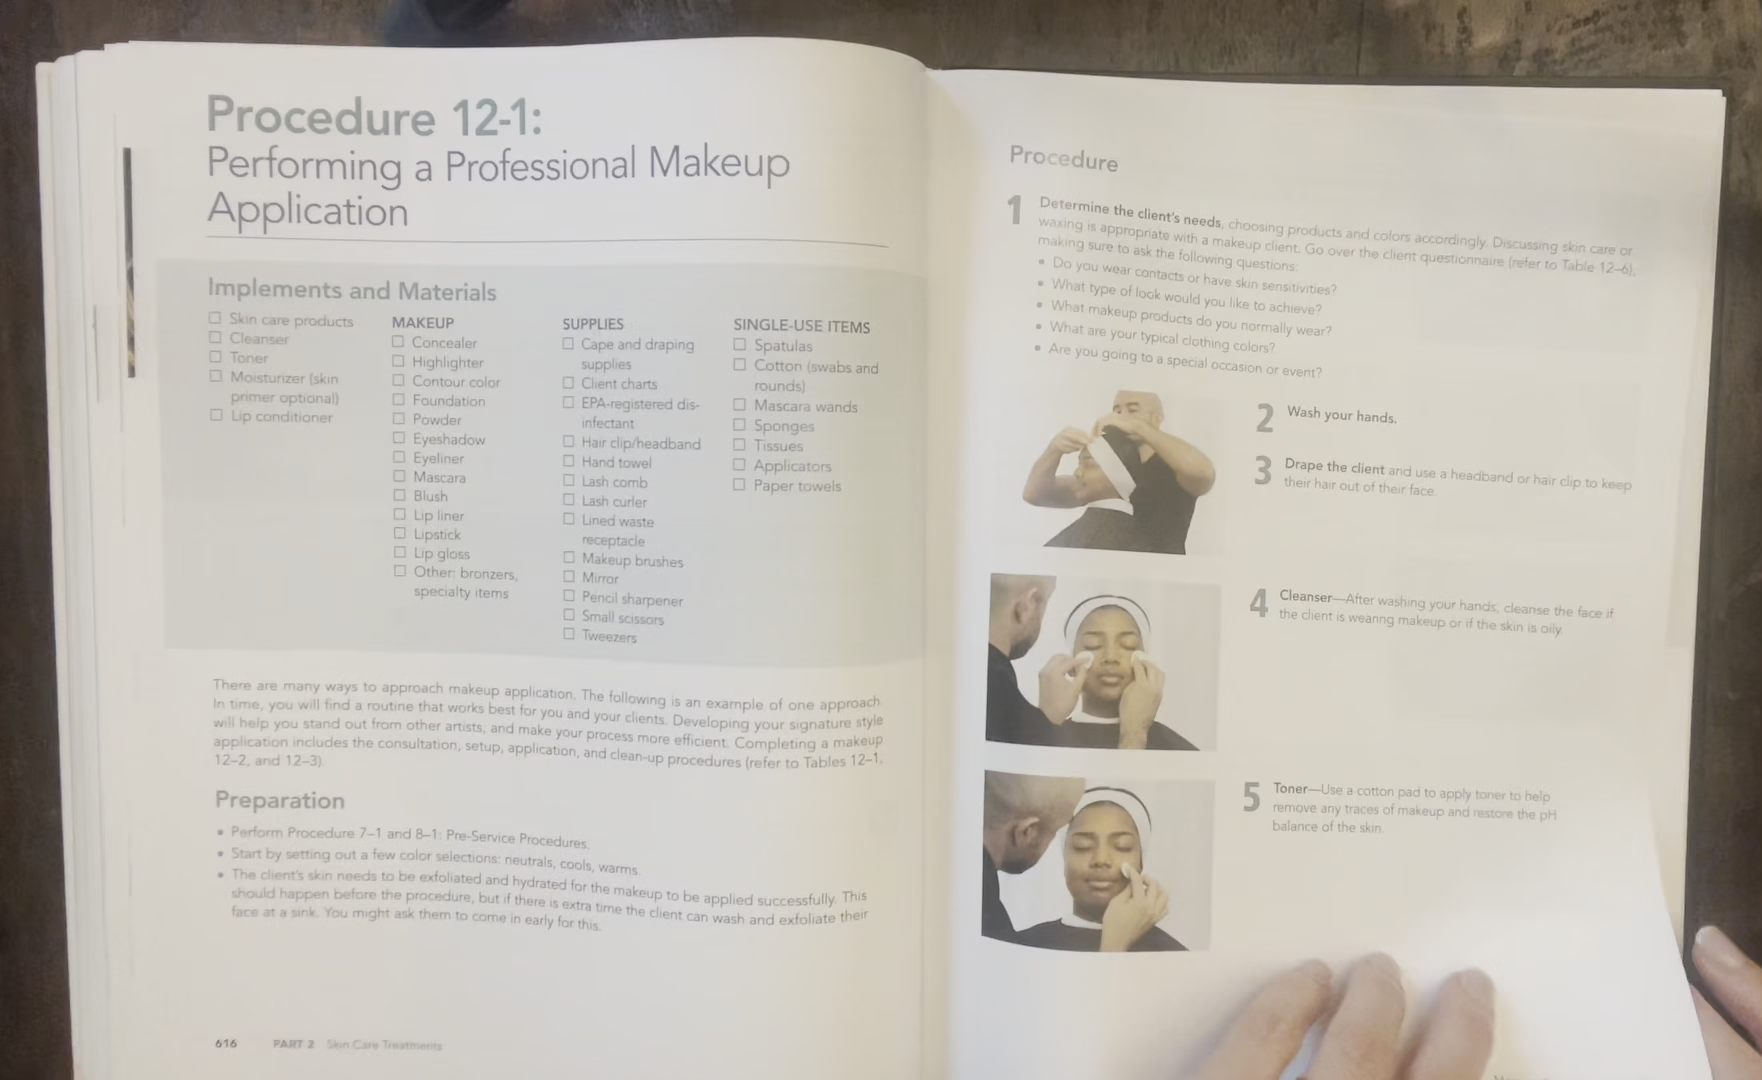 Procedure 12-1:
Performing a Professional Makeup
Application
Implements and Materials
☐ Skin care products
☐ Cleanser
☐ Toner
☐ Moisturizer (skin
primer optional)
☐ Lip conditioner
MAKEUP
☐ Concealer
☐ Highlighter
☐ Contour color
☐ Foundation
☐ Powder
☐ Eyeshadow
☐ Eyeliner
☐ Mascara
☐ Blush
☐ Lip liner
☐ Lipstick
☐ Lip gloss
☐ Other: bronzers,
specialty items
SUPPLIES
☐ Cape and draping
supplies
☐ Client charts
☐ EPA-registered dis-
infectant
☐ Hair clip/headband
☐ Hand towel
☐ Lash comb
☐ Lash curler
☐ Lined waste
receptacle
☐ Makeup brushes
☐ Mirror
☐ Pencil sharpener
☐ Small scissors
☐ Tweezers
SINGLE-USE ITEMS
☐ Spatulas
☐ Cotton (swabs and
rounds)
☐ Mascara wands
☐ Sponges
☐ Tissues
☐ Applicators
☐ Paper towels
There are many ways to approach makeup application. The following is an example of one approach.
In time, you will find a routine that works best for you and your clients. Developing your signature style
will help you stand out from other artists, and make your process more efficient. Completing a makeup
application includes the consultation, setup, application, and clean-up procedures (refer to Tables 12–1,
12–2, and 12–3).
Preparation
• Perform Procedure 7–1 and 8–1: Pre-Service Procedures.
• Start by setting out a few color selections: neutrals, cools, warms.
• The client's skin needs to be exfoliated and hydrated for the makeup to be applied successfully. This
should happen before the procedure, but if there is extra time the client can wash and exfoliate their
face at a sink. You might ask them to come in early for this.
616 PART 2 Skin Care Treatments
Procedure
1 Determine the client's needs, choosing products and colors accordingly. Discussing skin care or
waxing is appropriate with a makeup client. Go over the client questionnaire (refer to Table 12–6),
making sure to ask the following questions:
• Do you wear contacts or have skin sensitivities?
• What type of look would you like to achieve?
• What makeup products do you normally wear?
• What are your typical clothing colors?
• Are you going to a special occasion or event?
2 Wash your hands.
3 Drape the client and use a headband or hair clip to keep
their hair out of their face.
4 Cleanser—After washing your hands, cleanse the face if
the client is wearing makeup or if the skin is oily.
5 Toner—Use a cotton pad to apply toner to help
remove any traces of makeup and restore the pH
balance of the skin.